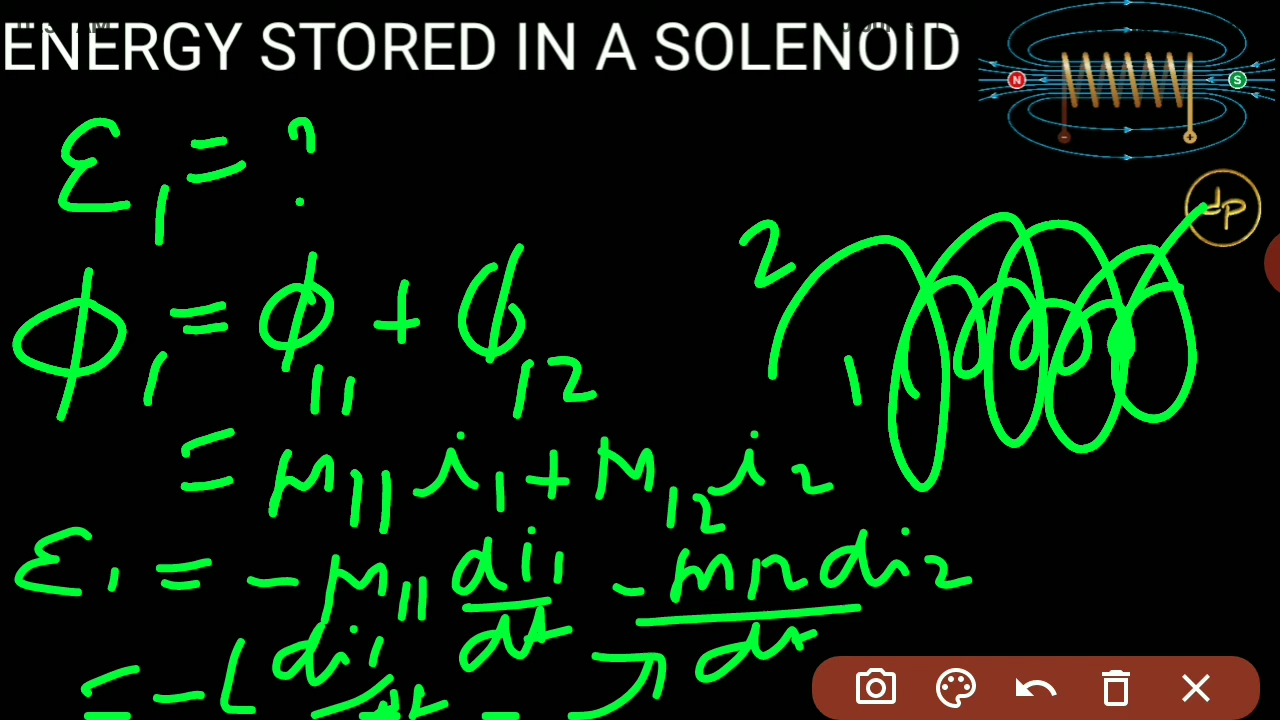 ENERGY STORED IN A SOLENOID
N S
- +
ε₁ = ?
dp
2
ϕ₁ = ϕ₁₁ + ϕ₁₂
1
= M₁₁ i₁ + M₁₂ i₂
ε₁ = - M₁₁ di₁/dt - M₁₂ di₂/dt
= - L di₁/dt -